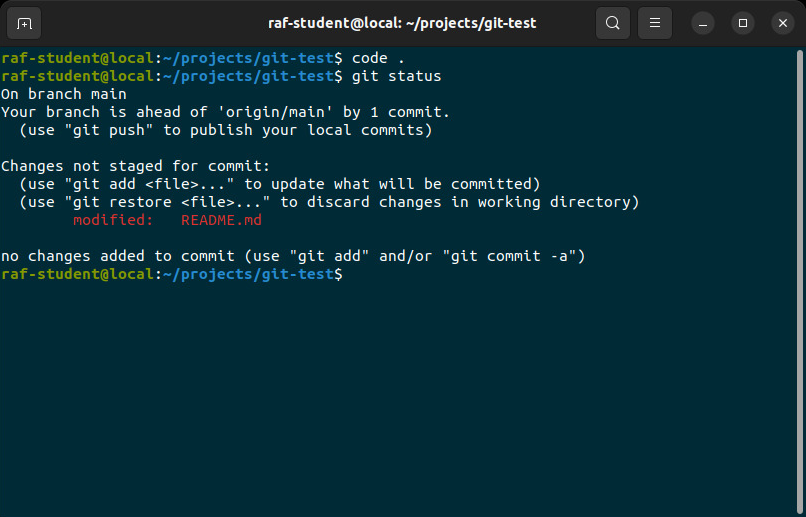 raf-student@local: ~/projects/git-test
raf-student@local:~/projects/git-test$ code .
raf-student@local:~/projects/git-test$ git status
On branch main
Your branch is ahead of 'origin/main' by 1 commit.
  (use "git push" to publish your local commits)
Changes not staged for commit:
  (use "git add <file>..." to update what will be committed)
  (use "git restore <file>..." to discard changes in working directory)
        modified:   README.md
no changes added to commit (use "git add" and/or "git commit -a")
raf-student@local:~/projects/git-test$